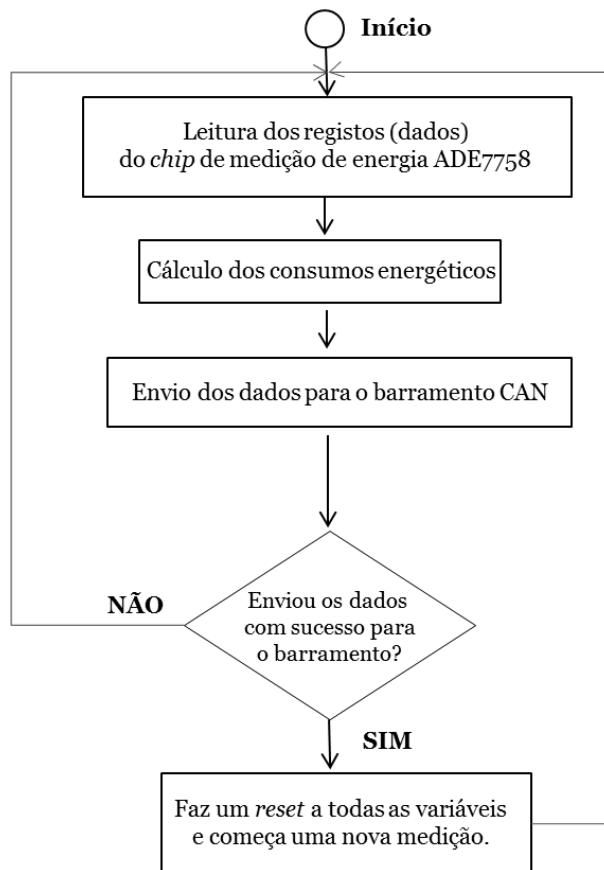 Início
Leitura dos registos (dados)
do chip de medição de energia ADE7758
Cálculo dos consumos energéticos
Envio dos dados para o barramento CAN
Enviou os dados
com sucesso para
o barramento?
NÃO
SIM
Faz um reset a todas as variáveis
e começa uma nova medição.